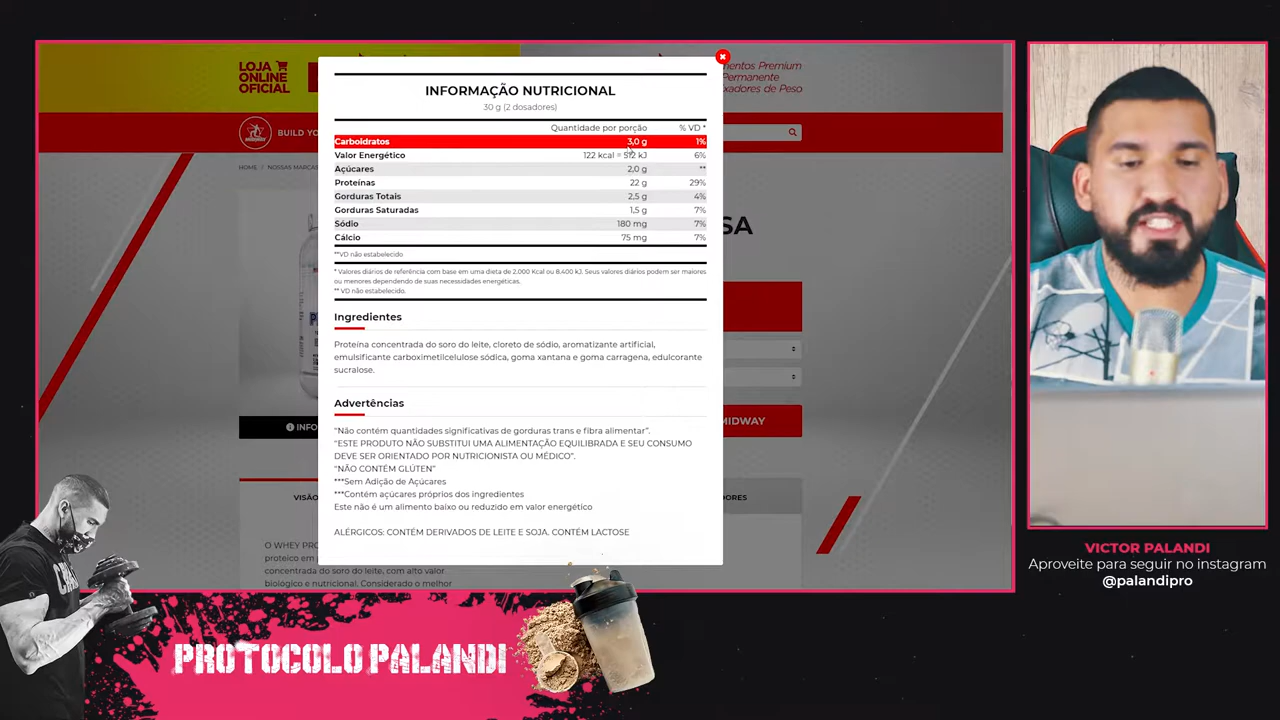 LOJA
ONLINE
OFICIAL
mentos Premium
Permanente
xadores de Peso
BUILD YO
HOME
NOSSAS MARCAS
SA
INFORMAÇÃO NUTRICIONAL
30 g (2 dosadores)
Quantidade por porção % VD *
Carboidratos 3,0 g 1%
Valor Energético 122 kcal = 512 kJ 6%
Açúcares 2,0 g **
Proteínas 22 g 29%
Gorduras Totais 2,5 g 4%
Gorduras Saturadas 1,5 g 7%
Sódio 180 mg 7%
Cálcio 75 mg 7%
**VD não estabelecido
* Valores diários de referência com base em uma dieta de 2.000 Kcal ou 8.400 kJ. Seus valores diários podem ser maiores
ou menores dependendo de suas necessidades energéticas.
** VD não estabelecido.
Ingredientes
Proteína concentrada do soro do leite, cloreto de sódio, aromatizante artificial,
emulsificante carboximetilcelulose sódica, goma xantana e goma carragena, edulcorante
sucralose.
Advertências
"Não contém quantidades significativas de gorduras trans e fibra alimentar".
"ESTE PRODUTO NÃO SUBSTITUI UMA ALIMENTAÇÃO EQUILIBRADA E SEU CONSUMO
DEVE SER ORIENTADO POR NUTRICIONISTA OU MÉDICO".
"NÃO CONTÉM GLÚTEN"
***Sem Adição de Açúcares
***Contém açúcares próprios dos ingredientes
Este não é um alimento baixo ou reduzido em valor energético
ALÉRGICOS: CONTÉM DERIVADOS DE LEITE E SOJA. CONTÉM LACTOSE
INFO
MIDWAY
VISÃO
DORES
O WHEY PRO
proteico em p
concentrada do soro do leite, com alto valor
biológico e nutricional. Considerado o melhor
VICTOR PALANDI
Aproveite para seguir no instagram
@palandipro
PROTOCOLO PALANDI